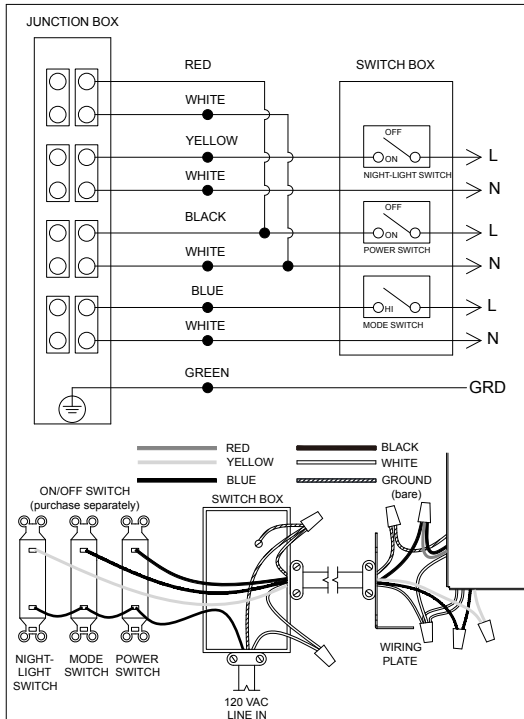 JUNCTION BOX
RED
SWITCH BOX
WHITE
OFF
YELLOW
ON
L
NIGHT-LIGHT SWITCH
WHITE
N
OFF
BLACK
ON
L
POWER SWITCH
WHITE
N
BLUE
HI
L
MODE SWITCH
WHITE
N
GREEN
GRD
RED
BLACK
YELLOW
WHITE
BLUE
GROUND
(bare)
ON/OFF SWITCH
(purchase separately)
SWITCH BOX
NIGHT-
LIGHT
SWITCH
MODE
SWITCH
POWER
SWITCH
WIRING
PLATE
120 VAC
LINE IN